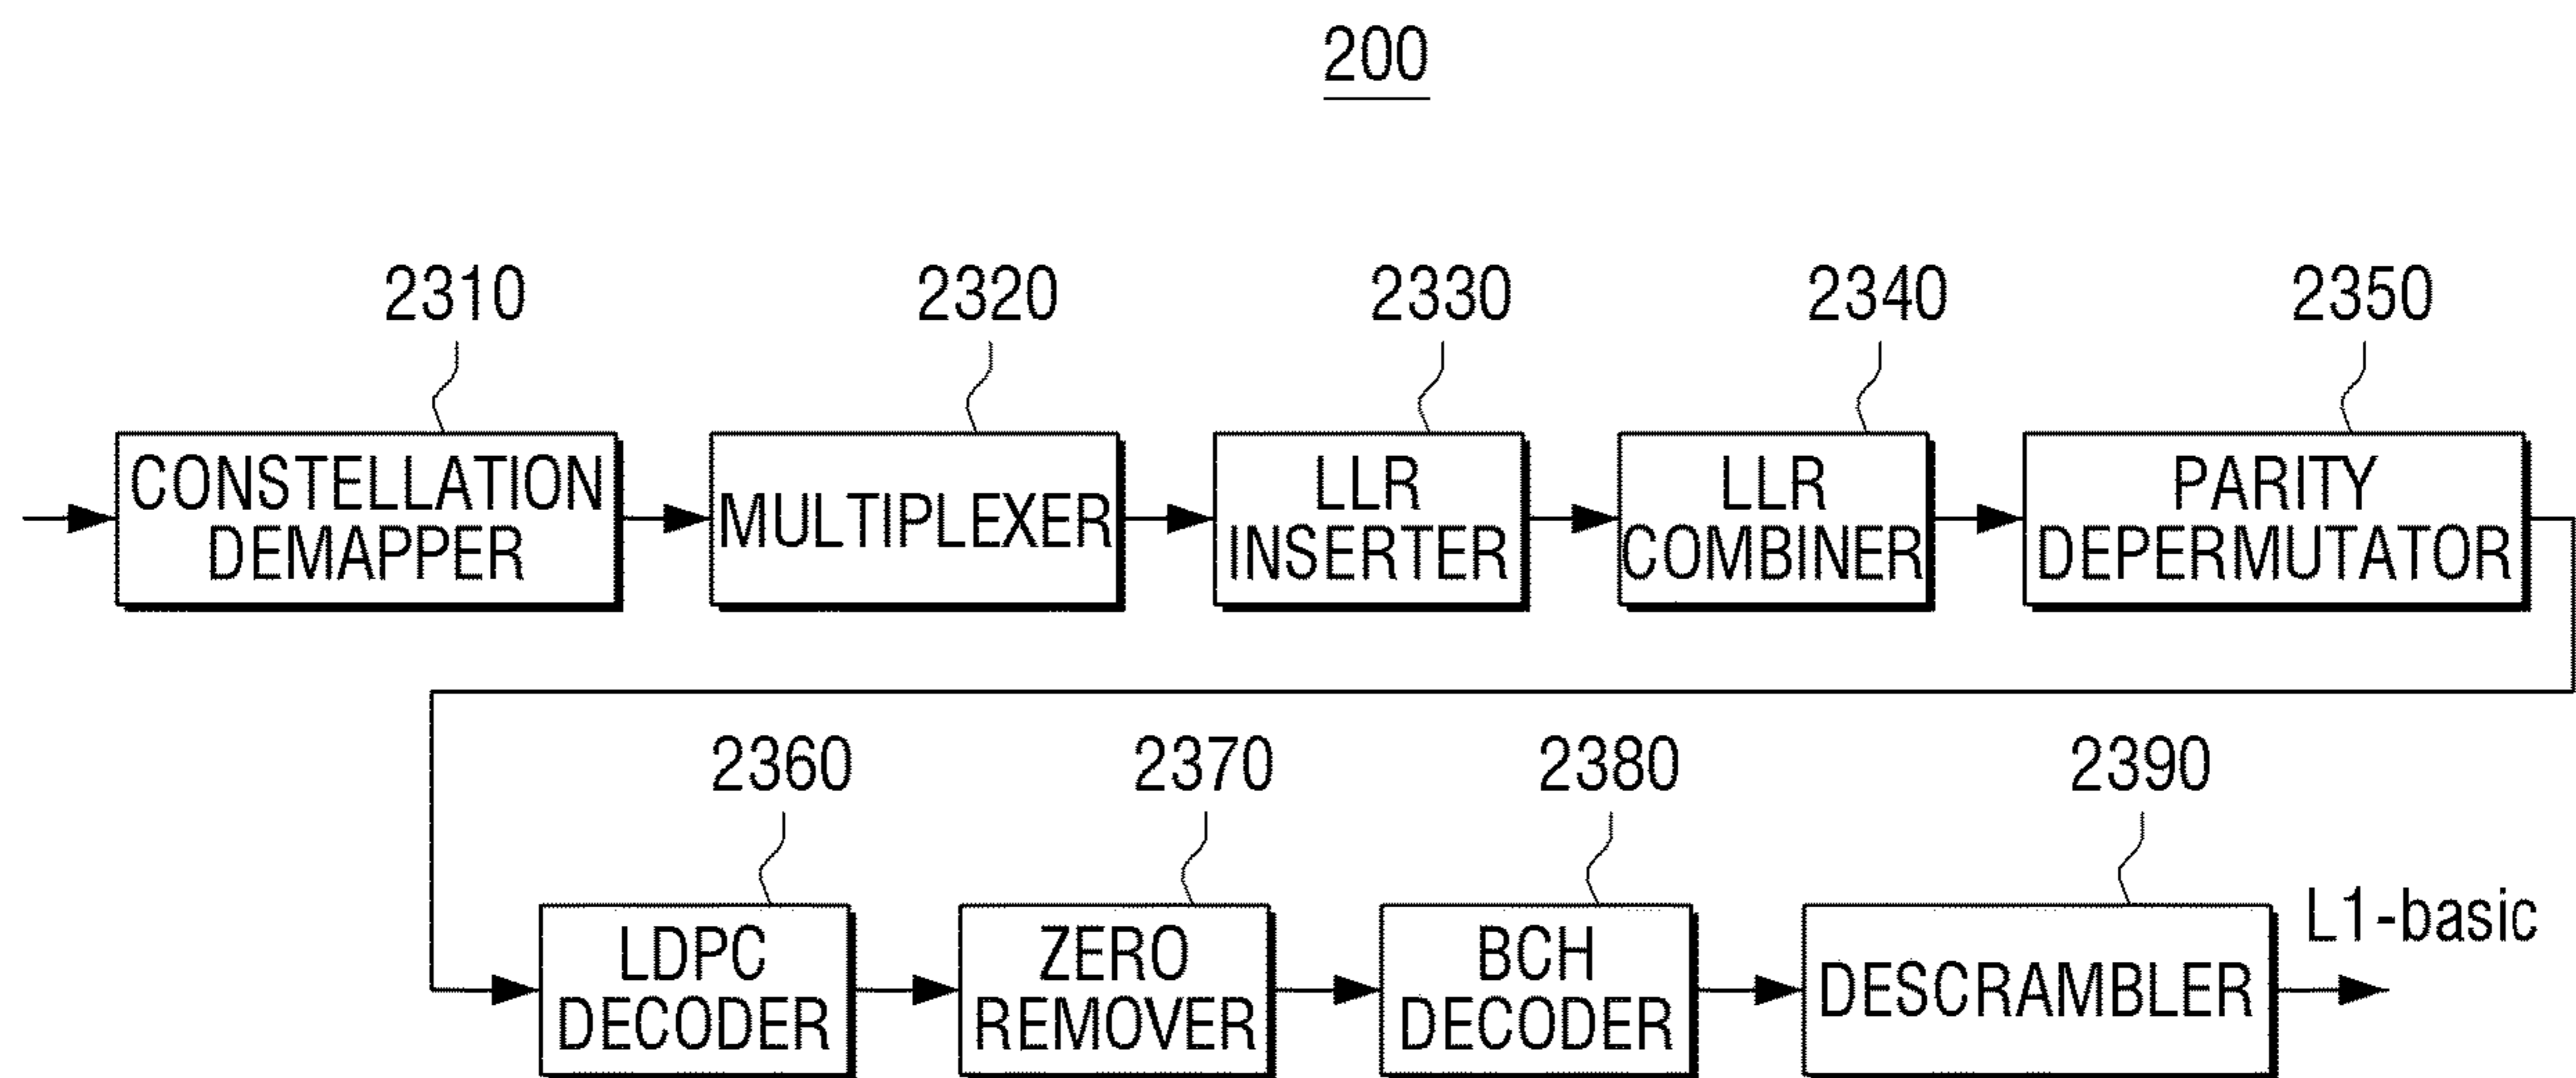 200
2310
2320
2330
2340
2350
CONSTELLATION
DEMAPPER
MULTIPLEXER
LLR
INSERTER
LLR
COMBINER
PARITY
DEPERMUTATOR
2360
2370
2380
2390
LDPC
DECODER
ZERO
REMOVER
BCH
DECODER
DESCRAMBLER
L1-basic